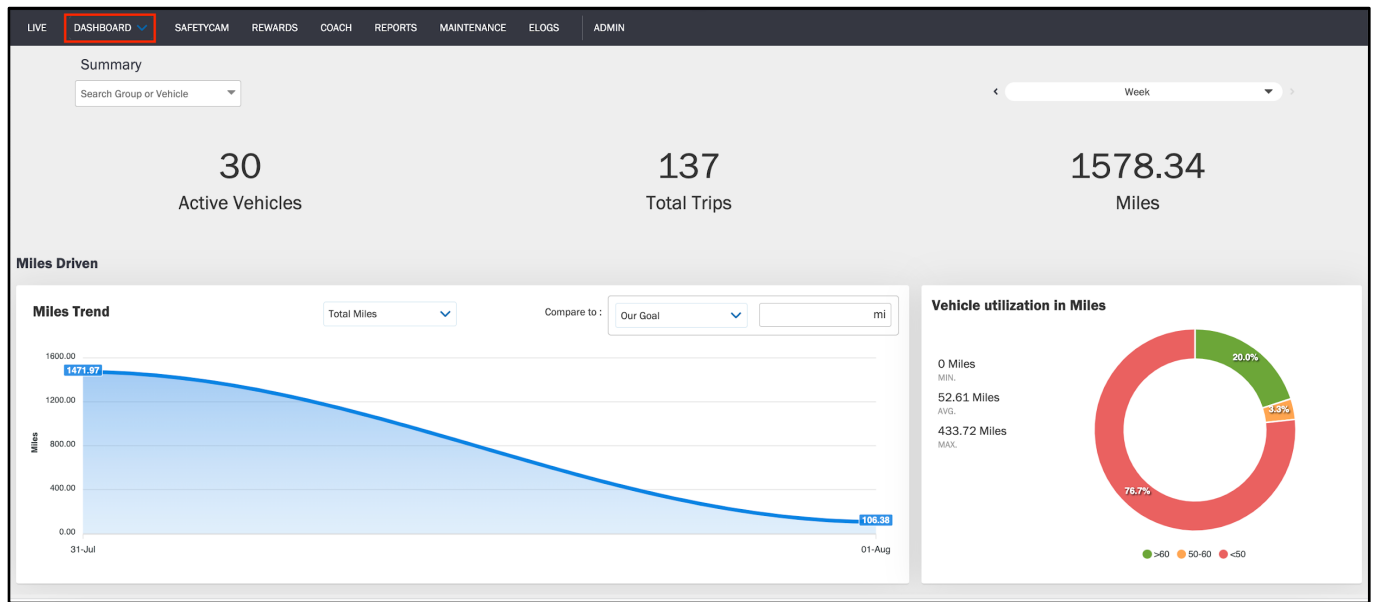 LIVE DASHBOARD SAFETYCAM REWARDS COACH REPORTS MAINTENANCE ELOGS ADMIN
Summary
Search Group or Vehicle
Week
30
Active Vehicles
137
Total Trips
1578.34
Miles
Miles Driven
Miles Trend
Total Miles
Compare to :
Our Goal
mi
Miles
1600.00
1471.97
1200.00
800.00
400.00
0.00
106.38
31-Jul
01-Aug
Vehicle utilization in Miles
0 Miles
MIN.
52.61 Miles
AVG.
433.72 Miles
MAX.
20.0%
3.3%
76.7%
>60 50-60 <50